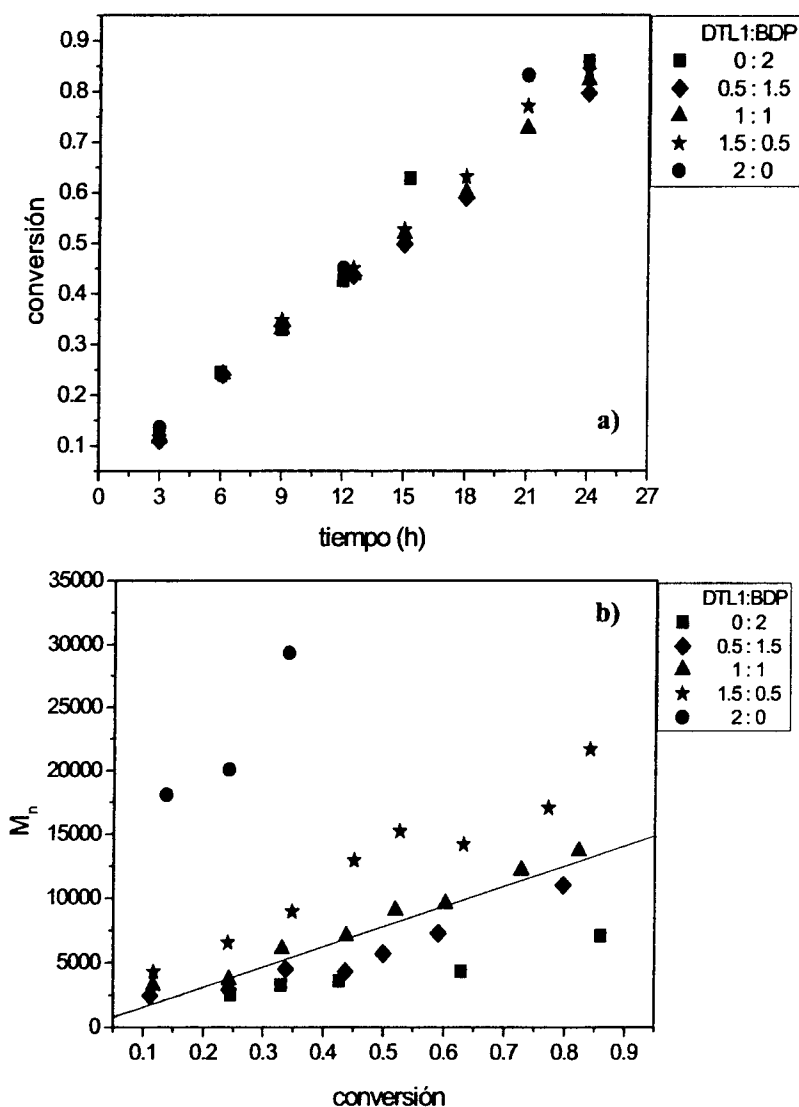 0.9
0.8
0.7
0.6
0.5
0.4
0.3
0.2
0.1
conversión
0 3 6 9 12 15 18 21 24 27
tiempo (h)
a)
DTL1:BDP
0 : 2
0.5 : 1.5
1 : 1
1.5 : 0.5
2 : 0
35000
30000
25000
20000
15000
10000
5000
0
Mn
0.1 0.2 0.3 0.4 0.5 0.6 0.7 0.8 0.9
conversión
b)
DTL1:BDP
0 : 2
0.5 : 1.5
1 : 1
1.5 : 0.5
2 : 0